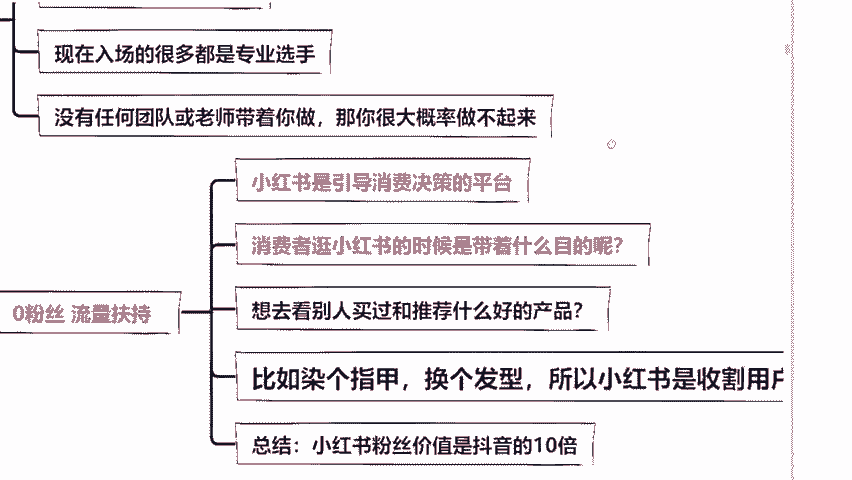 现在入场的很多都是专业选手
没有任何团队或老师带着你做，那你很大概率做不起来
小红书是引导消费决策的平台
消费者逛小红书的时候是带着什么目的呢？
0粉丝 流量扶持
想去看别人买过和推荐什么好的产品？
比如染个指甲，换个发型，所以小红书是收割用户
总结：小红书粉丝价值是抖音的10倍